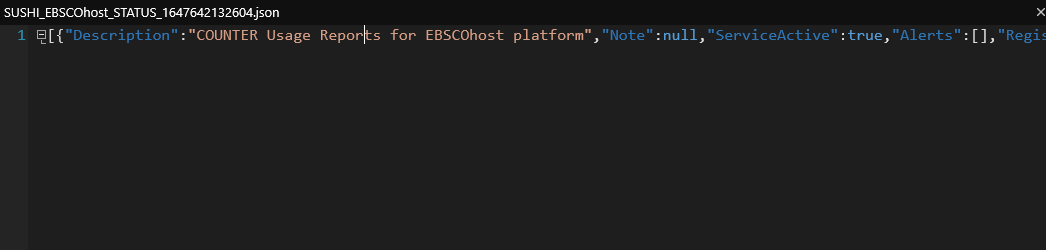 SUSHI_EBSCOhost_STATUS_1647642132604.json
1 [{"Description":"COUNTER Usage Reports for EBSCOhost platform","Note":null,"ServiceActive":true,"Alerts":[],"Regis